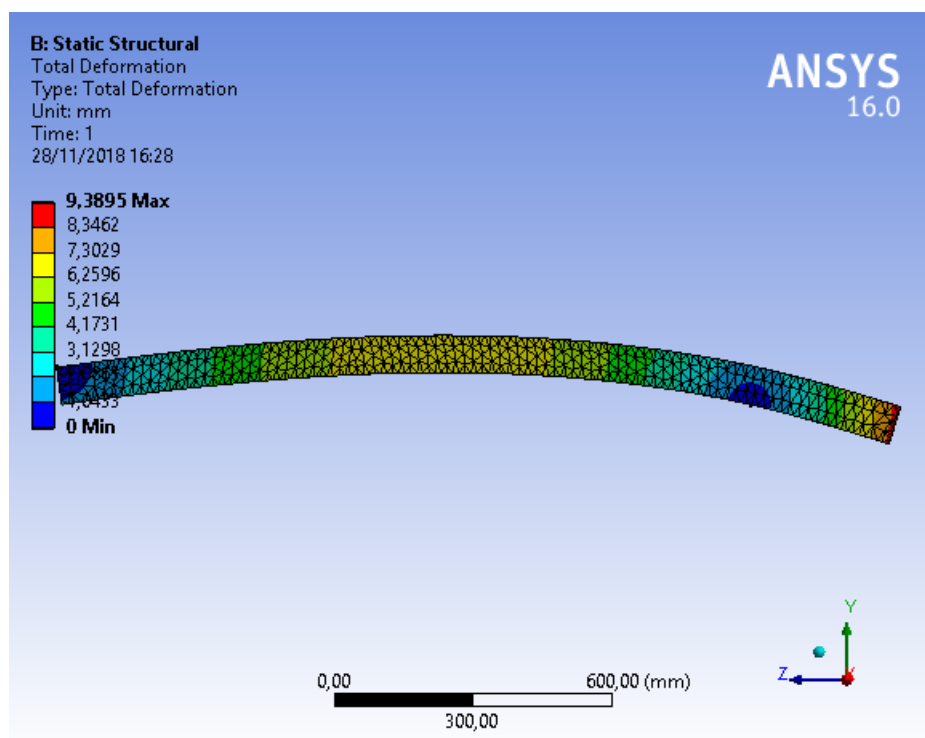 B: Static Structural
Total Deformation
Type: Total Deformation
Unit: mm
Time: 1
28/11/2018 16:28
ANSYS
16.0
9,3895 Max
8,3462
7,3029
6,2596
5,2164
4,1731
3,1298
0 Min
Y
Z
0,00
600,00 (mm)
300,00